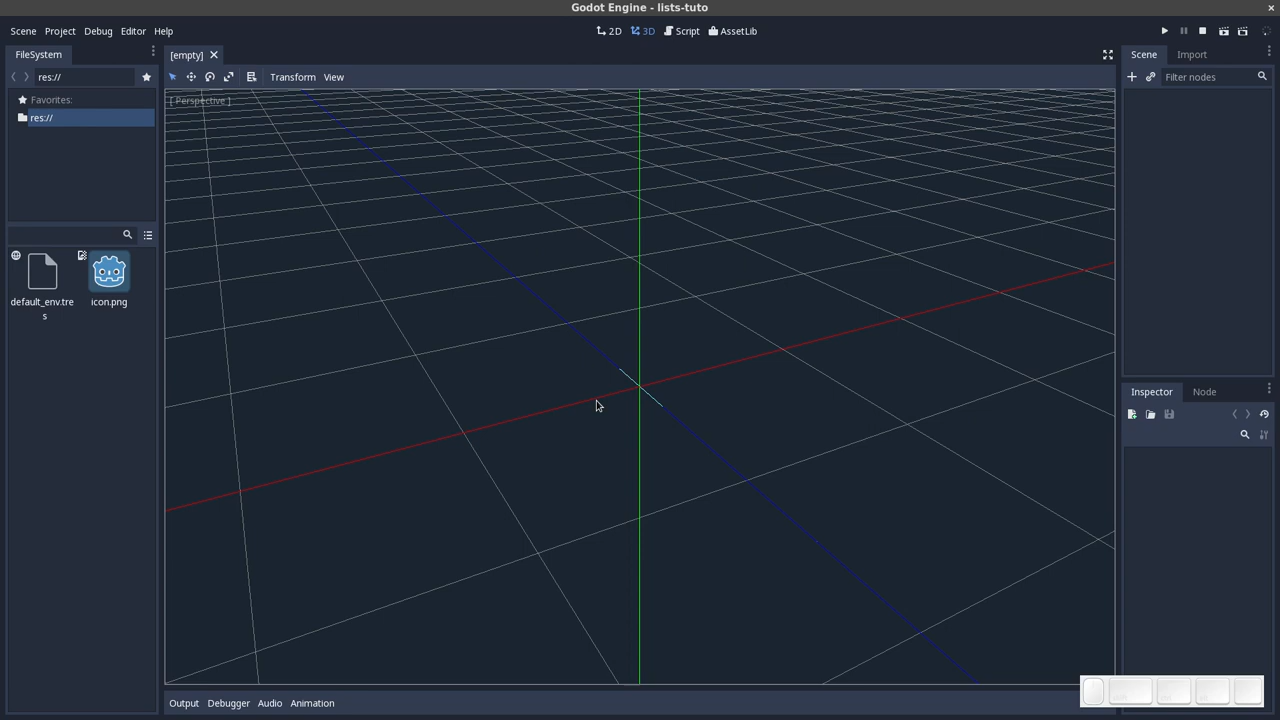 Godot Engine - lists-tuto
Scene Project Debug Editor Help
2D 3D Script AssetLib
FileSystem
[empty]
Scene Import
res://
Transform View
Filter nodes
Favorites:
res://
[ Perspective ]
default_env.tre
s
icon.png
Inspector Node
Output Debugger Audio Animation